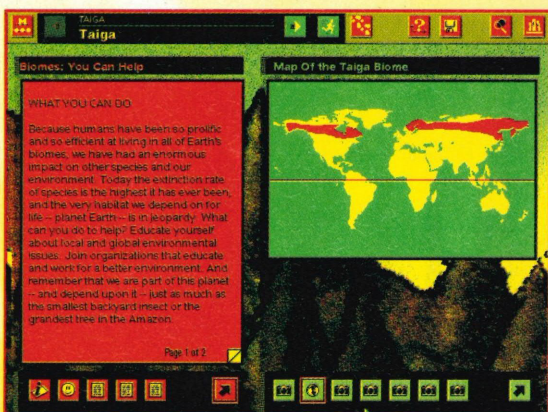 TAIGA
Taiga
Biomes: You Can Help
Map Of the Taiga Biome
WHAT YOU CAN DO
Because humans have been so prolific
and so efficient at living in all of Earth's
biomes, we have had an enormous
impact on other species and our
environment. Today the extinction rate
of species is the highest it has ever been,
and the very habitat we depend on for
life -- planet Earth -- is in jeopardy. What
can you do to help? Educate yourself
about local and global environmental
issues. Join organizations that educate
and work for a better environment. And
remember that we are part of this planet
-- and depend upon it -- just as much as
the smallest backyard insect or the
grandest tree in the Amazon.
Page 1 of 2